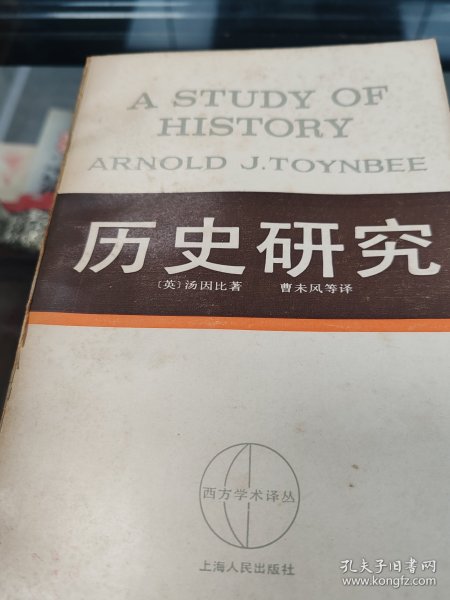 A STUDY OF
HISTORY
ARNOLD J.TOYNBEE
历史研究
〔英〕汤因比著 曹未风等译
西方学术译丛
上海人民出版社
孔夫子旧书网
www.kongfz.com